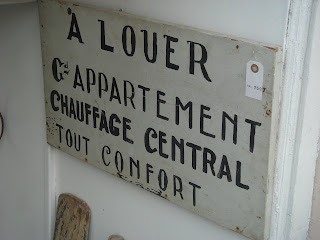 À LOUER
Gd APPARTEMENT
CHAUFFAGE CENTRAL
TOUT CONFORT